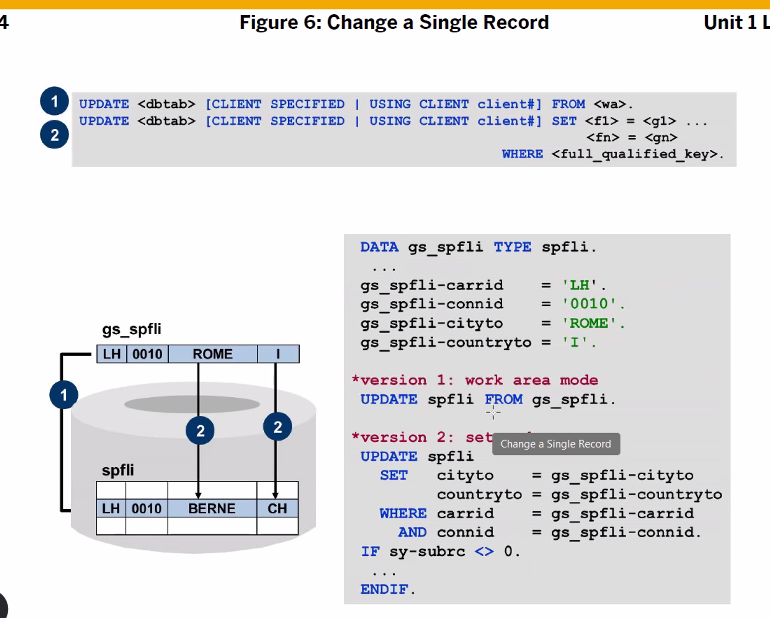 4
Figure 6: Change a Single Record
Unit 1 L
1
UPDATE <dbtab> [CLIENT SPECIFIED | USING CLIENT client#] FROM <wa>.
2
UPDATE <dbtab> [CLIENT SPECIFIED | USING CLIENT client#] SET <f1> = <g1> ...
<fn> = <gn>
WHERE <full_qualified_key>.
gs_spfli
LH 0010 ROME I
1
2
2
spfli
LH 0010 BERNE CH
DATA gs_spfli TYPE spfli.
...
gs_spfli-carrid = 'LH'.
gs_spfli-connid = '0010'.
gs_spfli-cityto = 'ROME'.
gs_spfli-countryto = 'I'.
*version 1: work area mode
UPDATE spfli FROM gs_spfli.
*version 2: set
Change a Single Record
UPDATE spfli
SET cityto = gs_spfli-cityto
countryto = gs_spfli-countryto
WHERE carrid = gs_spfli-carrid
AND connid = gs_spfli-connid.
IF sy-subrc <> 0.
...
ENDIF.